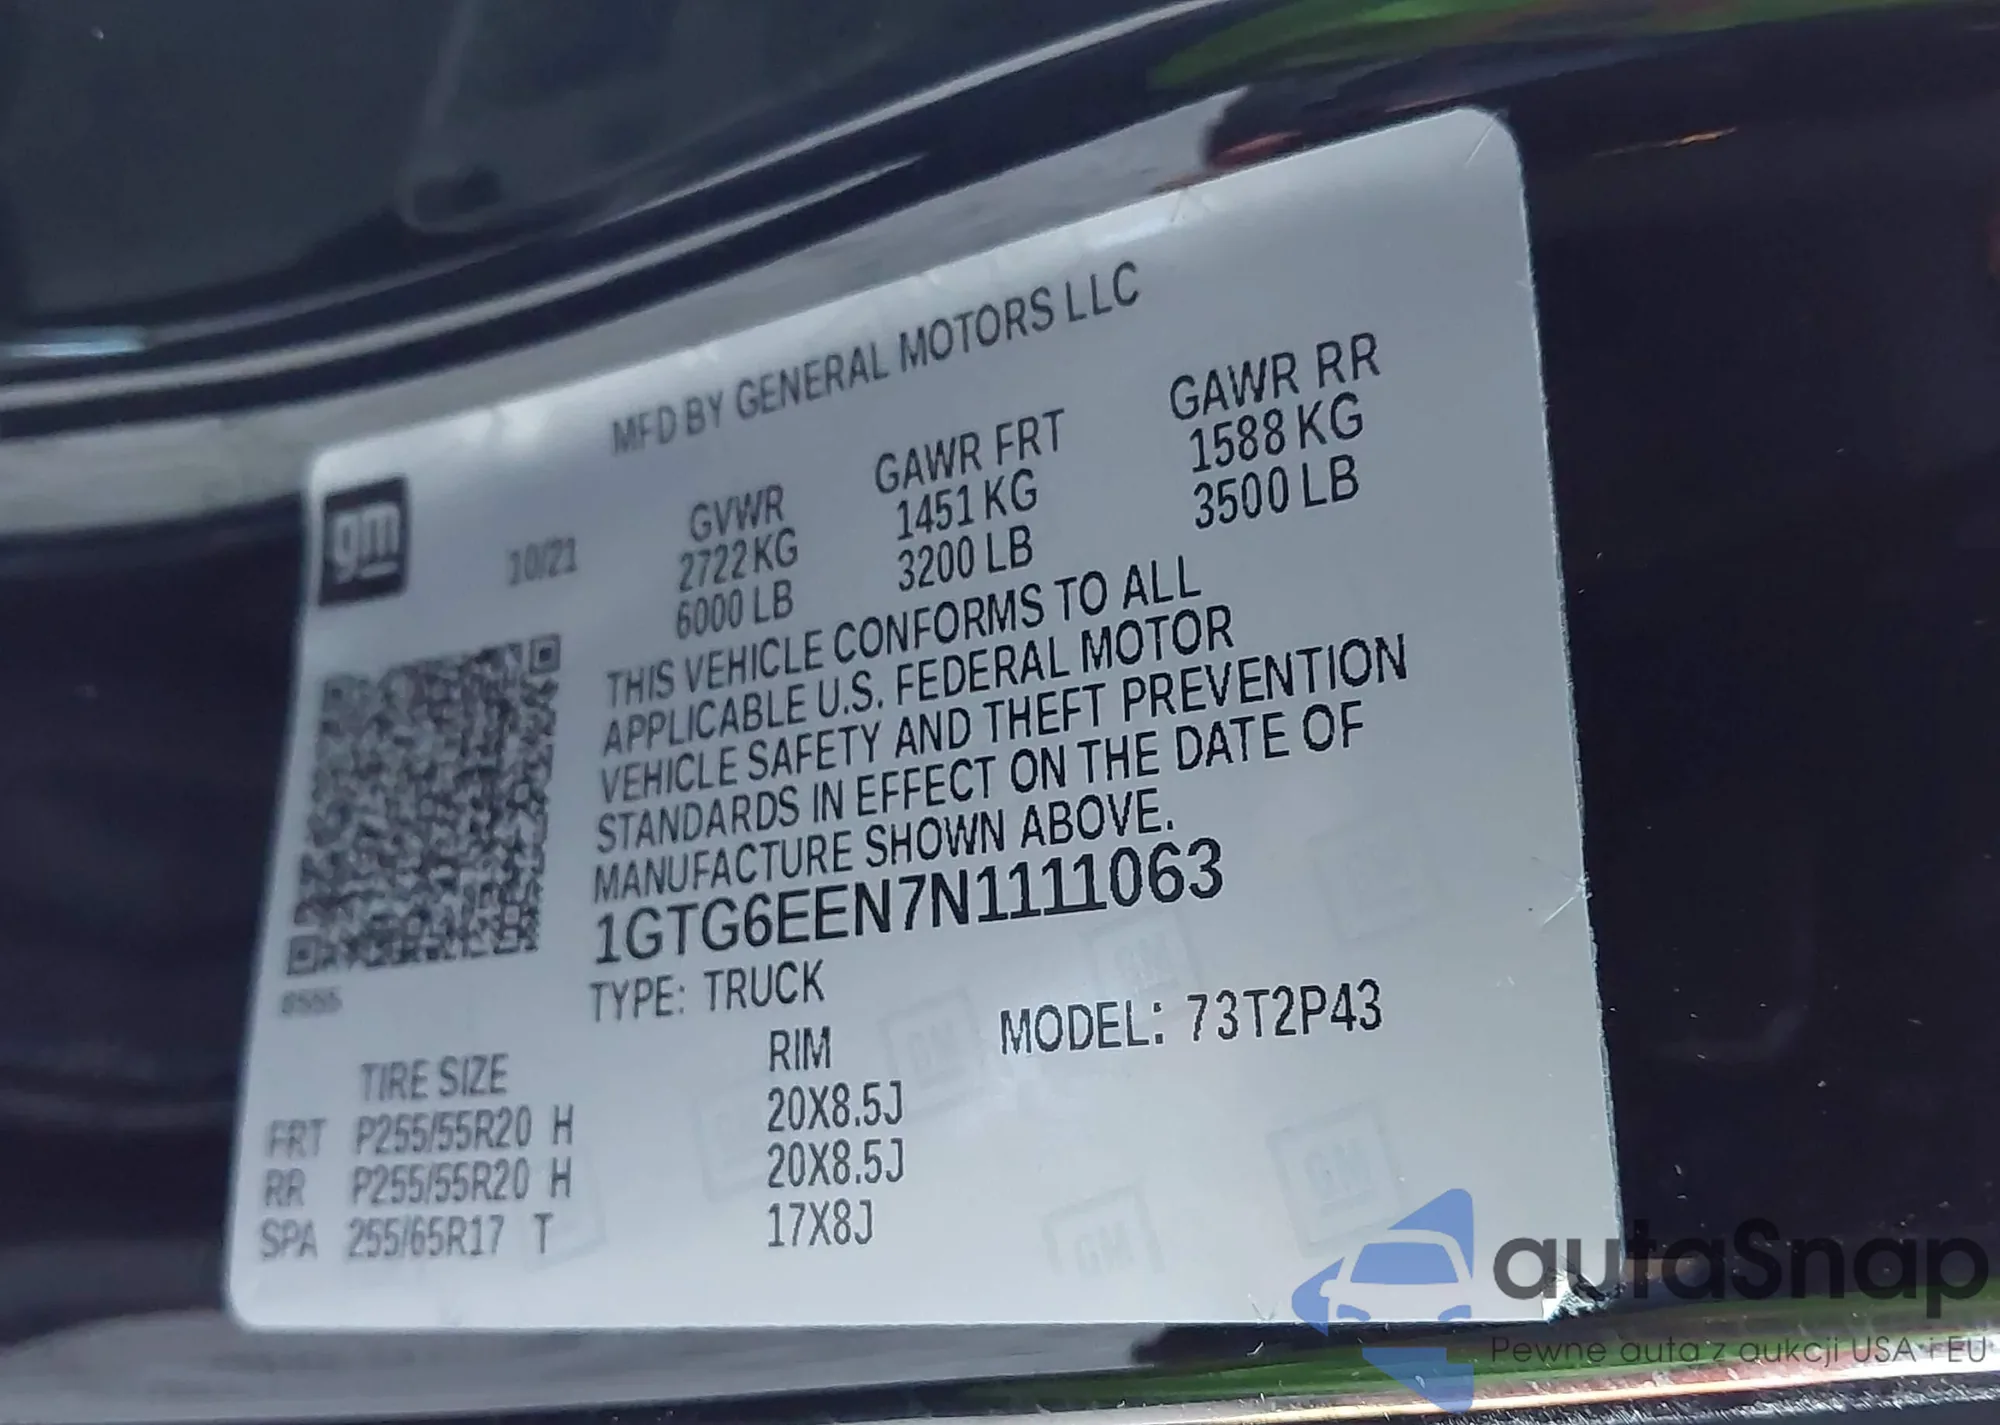 MFD BY GENERAL MOTORS LLC
gm
10/21
GVWR GAWR FRT GAWR RR
2722 KG 1451 KG 1588 KG
6000 LB 3200 LB 3500 LB
THIS VEHICLE CONFORMS TO ALL
APPLICABLE U.S. FEDERAL MOTOR
VEHICLE SAFETY AND THEFT PREVENTION
STANDARDS IN EFFECT ON THE DATE OF
MANUFACTURE SHOWN ABOVE.
1GTG6EEN7N1111063
TYPE: TRUCK
MODEL: 73T2P43
TIRE SIZE RIM
FRT P255/55R20 H 20X8.5J
RR P255/55R20 H 20X8.5J
SPA 255/65R17 T 17X8J
GM
GM
GM
GM
autaSnap
Pewne auta z aukcji USA i EU